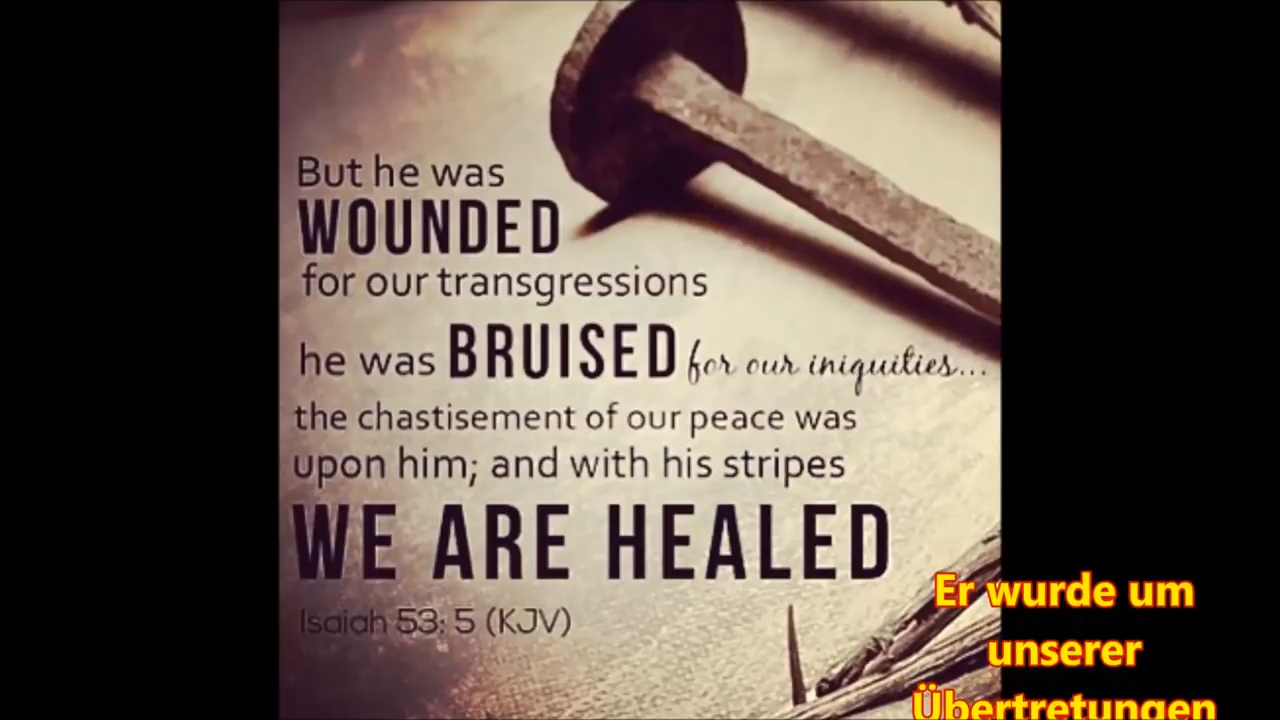 But he was
WOUNDED
for our transgressions
he was BRUISED for our iniquities...
the chastisement of our peace was
upon him; and with his stripes
WE ARE HEALED
Isaiah 53: 5 (KJV)
Er wurde um
unserer
Übertretungen